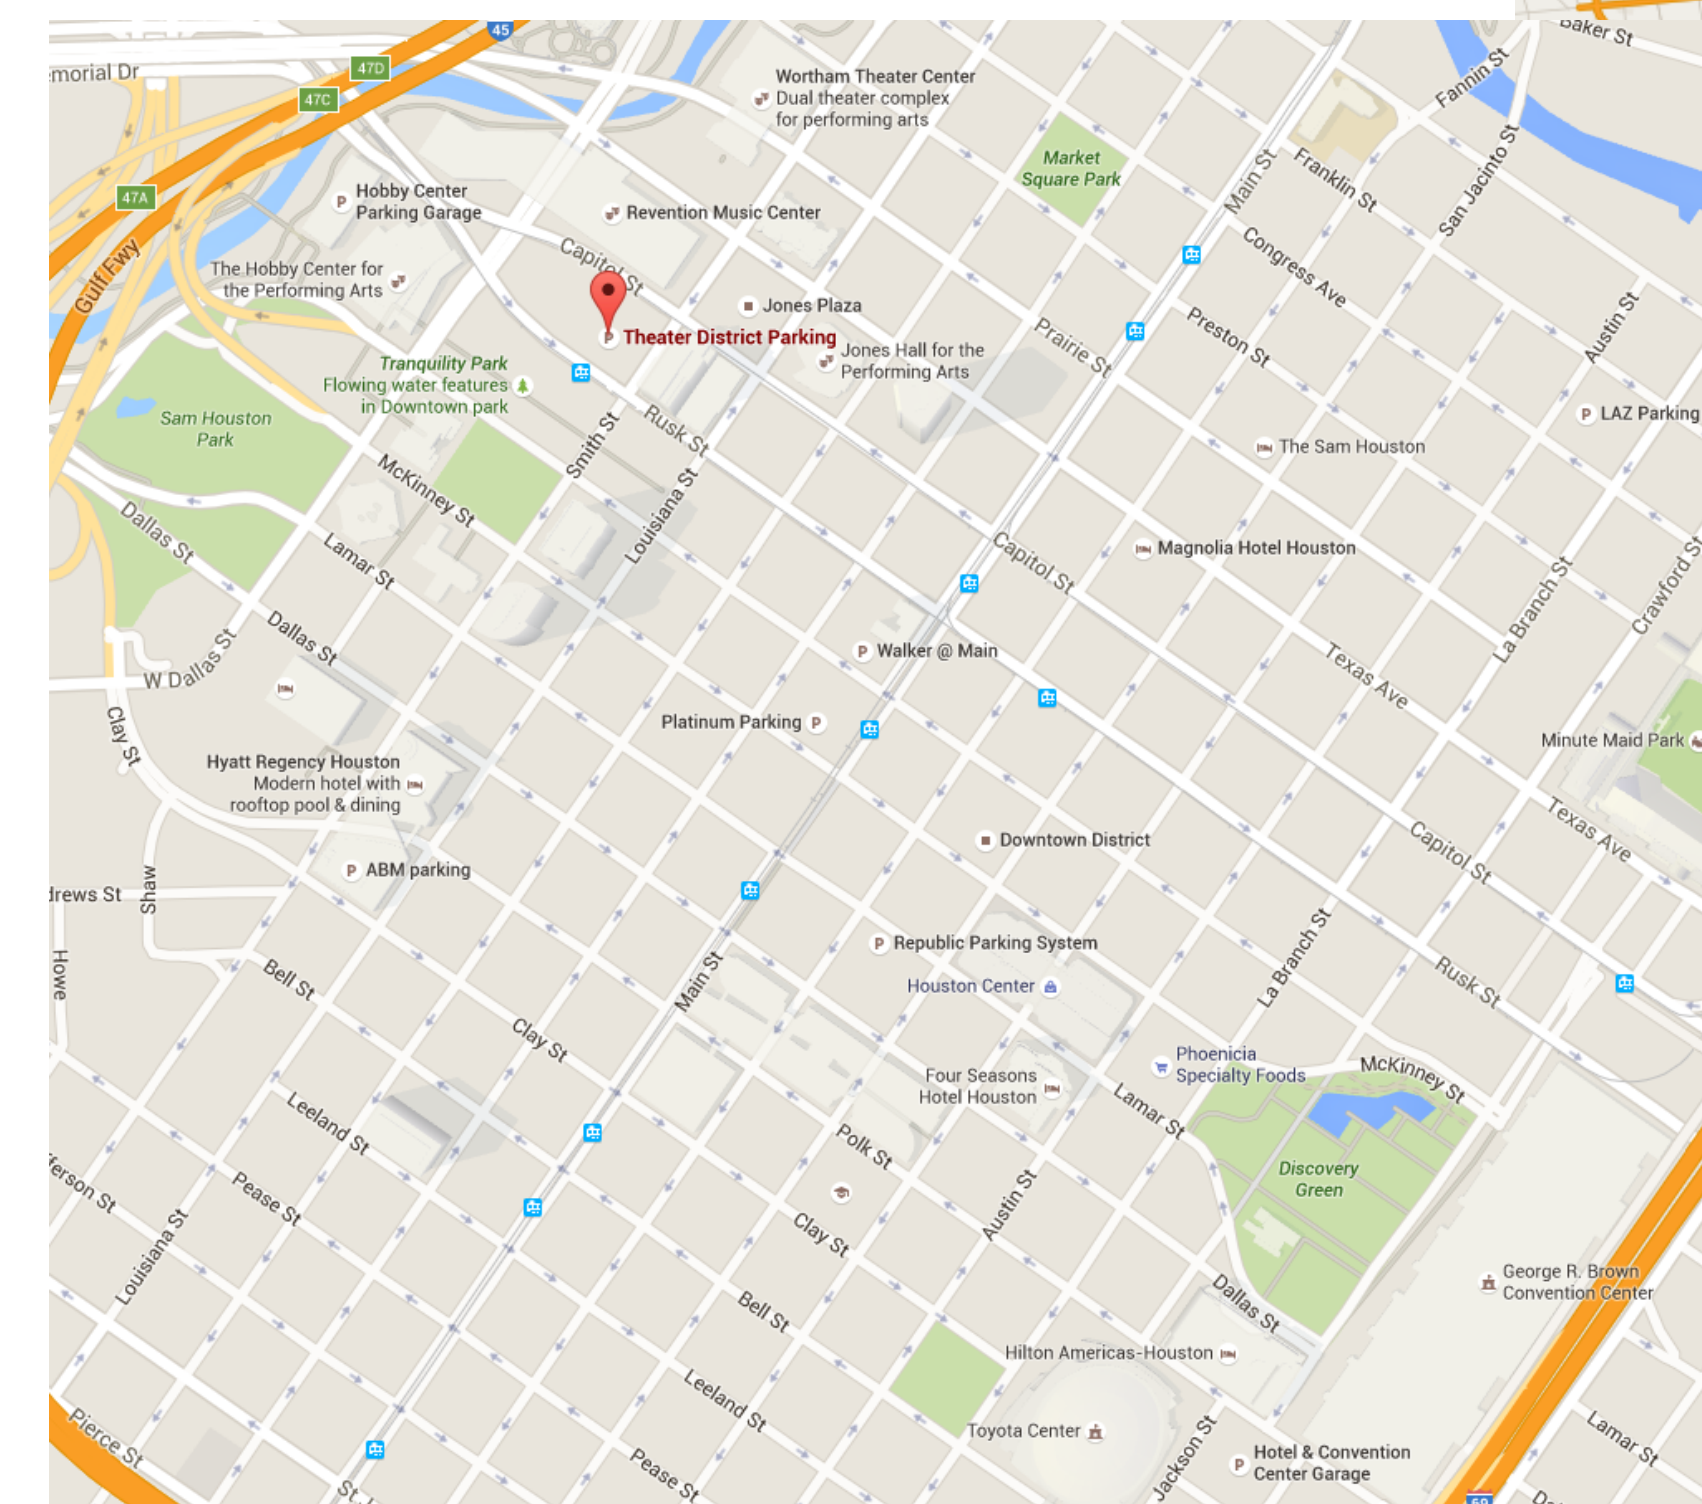 45
Baker St
47D
emorial Dr
47C
Wortham Theater Center
Dual theater complex
for performing arts
Fannin St
Market
Square Park
Main St
Franklin St
San Jacinto St
47A
Hobby Center
Parking Garage
Revention Music Center
Capitol St
Congress Ave
Gulf Fwy
The Hobby Center for
the Performing Arts
Jones Plaza
Theater District Parking
Preston St
Prairie St
Austin St
Jones Hall for the
Performing Arts
Tranquility Park
Flowing water features
in Downtown park
Sam Houston
Park
Smith St
Rusk St
P
LAZ Parking
The Sam Houston
McKinney St
Louisiana St
Dallas St
Lamar St
Capitol St
Magnolia Hotel Houston
La Branch St
Crawford St
Dallas St
W Dallas St
Walker @ Main
Texas Ave
Clay St
Platinum Parking
Minute Maid Park
Hyatt Regency Houston
Modern hotel with
rooftop pool & dining
Texas Ave
Downtown District
Capitol St
ABM parking
drews St
Shaw
Howe
Republic Parking System
La Branch St
Main St
Bell St
Houston Center
Rusk St
Clay St
Phoenicia
Specialty Foods
McKinney St
Four Seasons
Hotel Houston
Lamar St
Leeland St
Polk St
Discovery
Green
ferson St
Pease St
Austin St
Louisiana St
Clay St
George R. Brown
Convention Center
Dallas St
Bell St
Hilton Americas-Houston
Leeland St
Toyota Center
Pierce St
Jackson St
Lamar St
Hotel & Convention
Center Garage
Pease St
St
69